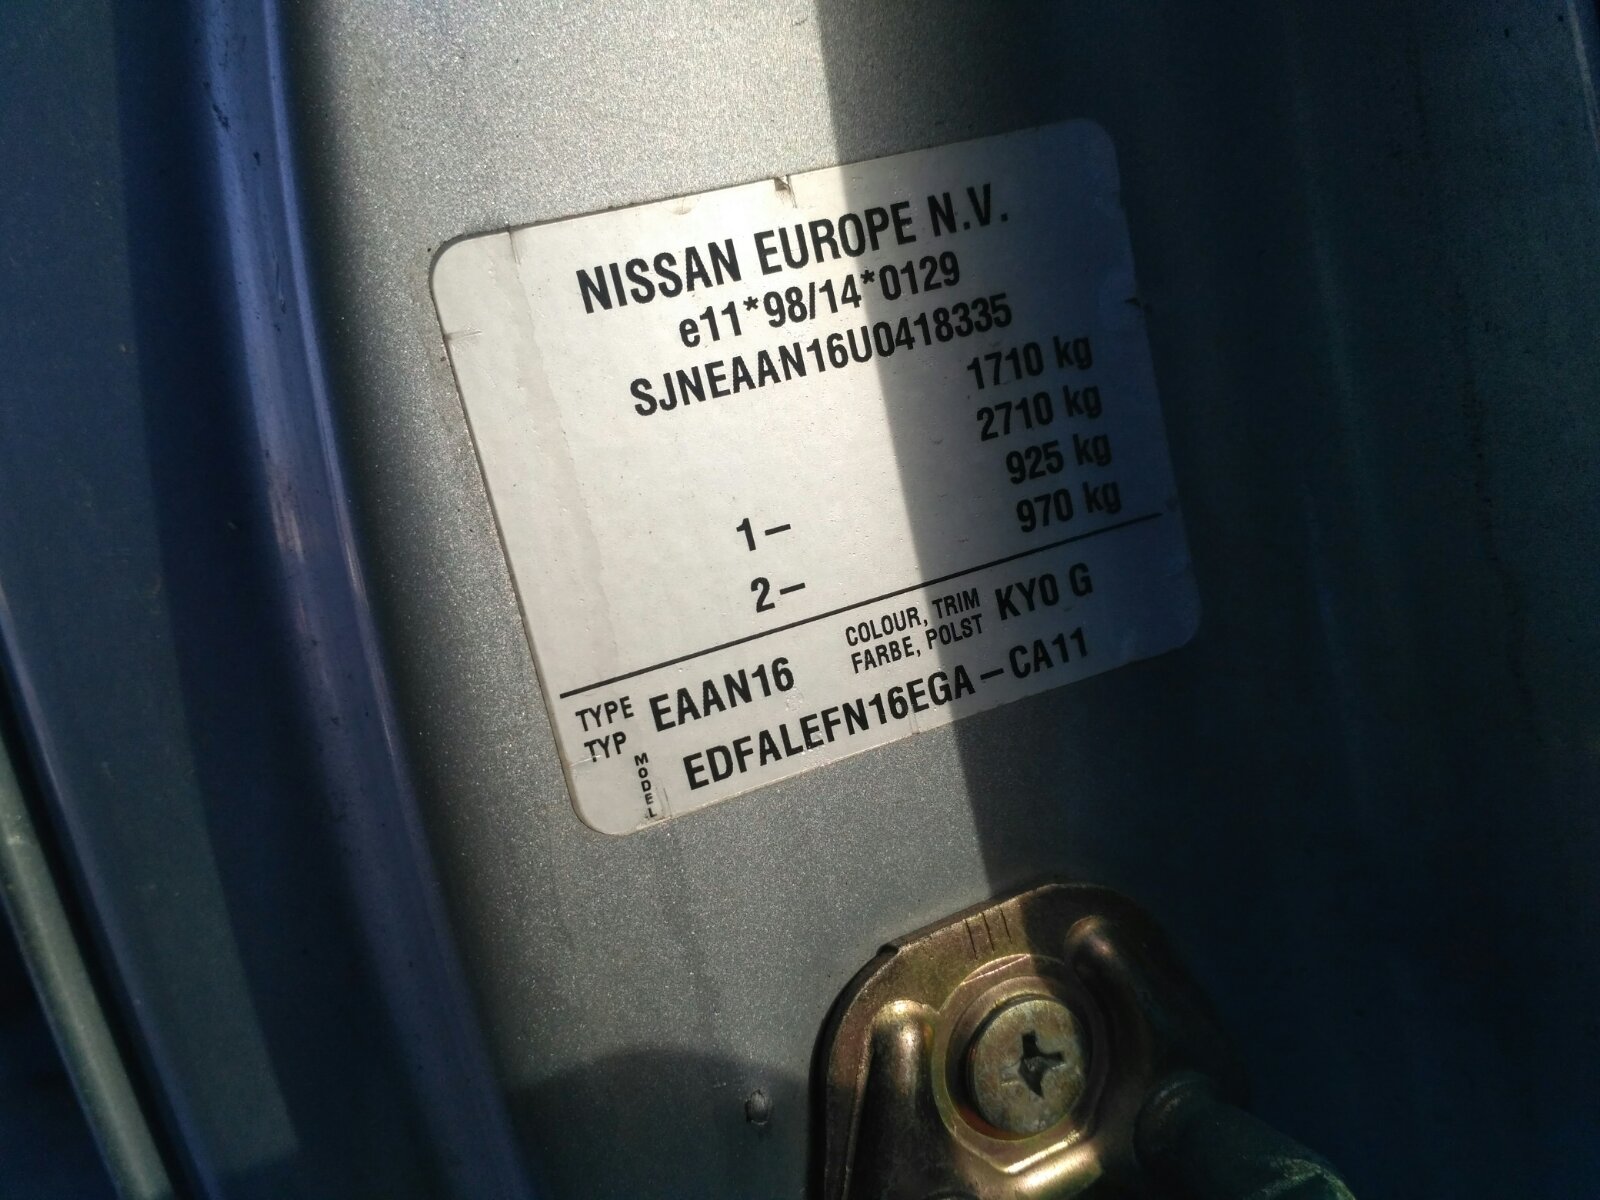 NISSAN EUROPE N.V.
e11*98/14*0129
SJNEAAN16U0418335
1710 kg
2710 kg
1– 925 kg
2– 970 kg
TYPE
TYP
EAAN16
COLOUR, TRIM
FARBE, POLST
KY0 G
MODEL
EDFALEFN16EGA–CA11